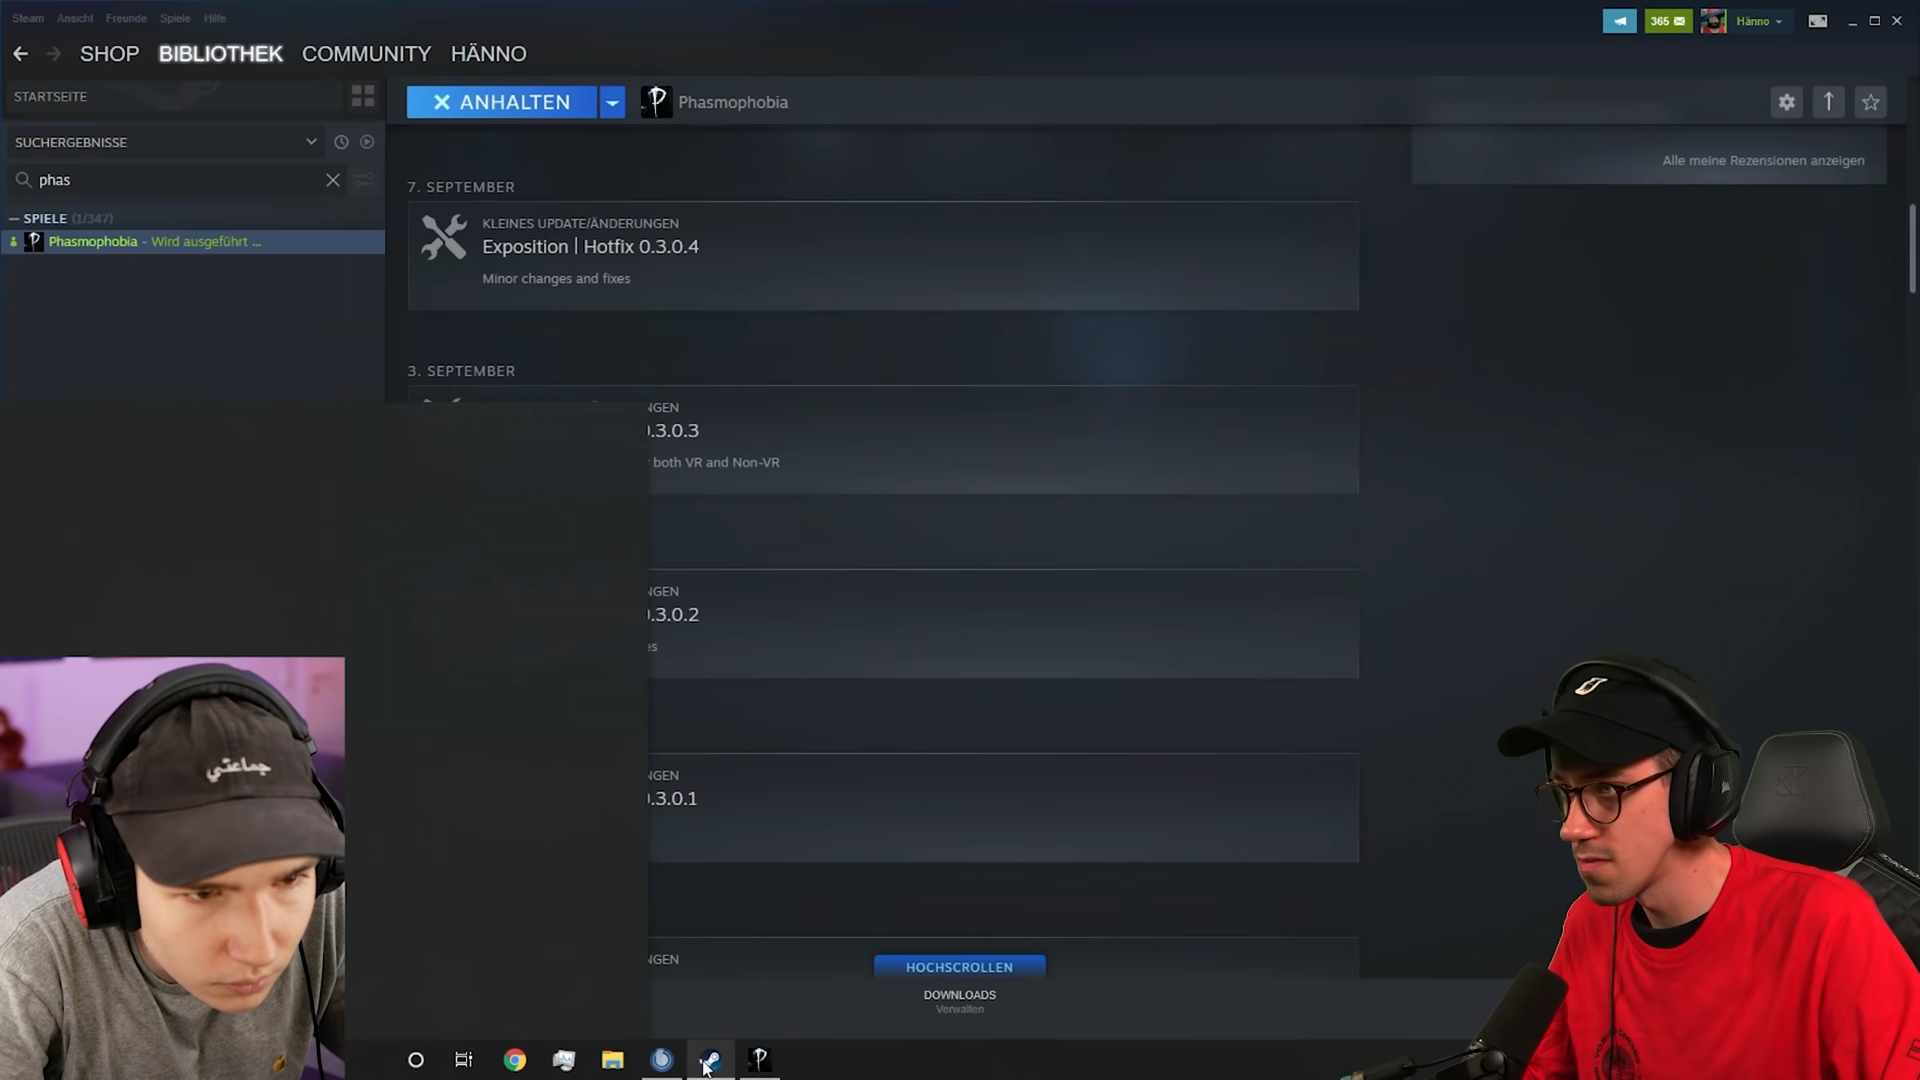 Steam Ansicht Freunde Spiele Hilfe
365
Hänno
SHOP BIBLIOTHEK COMMUNITY HÄNNO
STARTSEITE
ANHALTEN
Phasmophobia
SUCHERGEBNISSE
Alle meine Rezensionen anzeigen
phas
7. SEPTEMBER
SPIELE (1/347)
KLEINES UPDATE/ÄNDERUNGEN
Phasmophobia - Wird ausgeführt ...
Exposition | Hotfix 0.3.0.4
Minor changes and fixes
3. SEPTEMBER
NGEN
.3.0.3
both VR and Non-VR
NGEN
.3.0.2
es
NGEN
.3.0.1
NGEN
HOCHSCROLLEN
DOWNLOADS
Verwalten
جماعتي